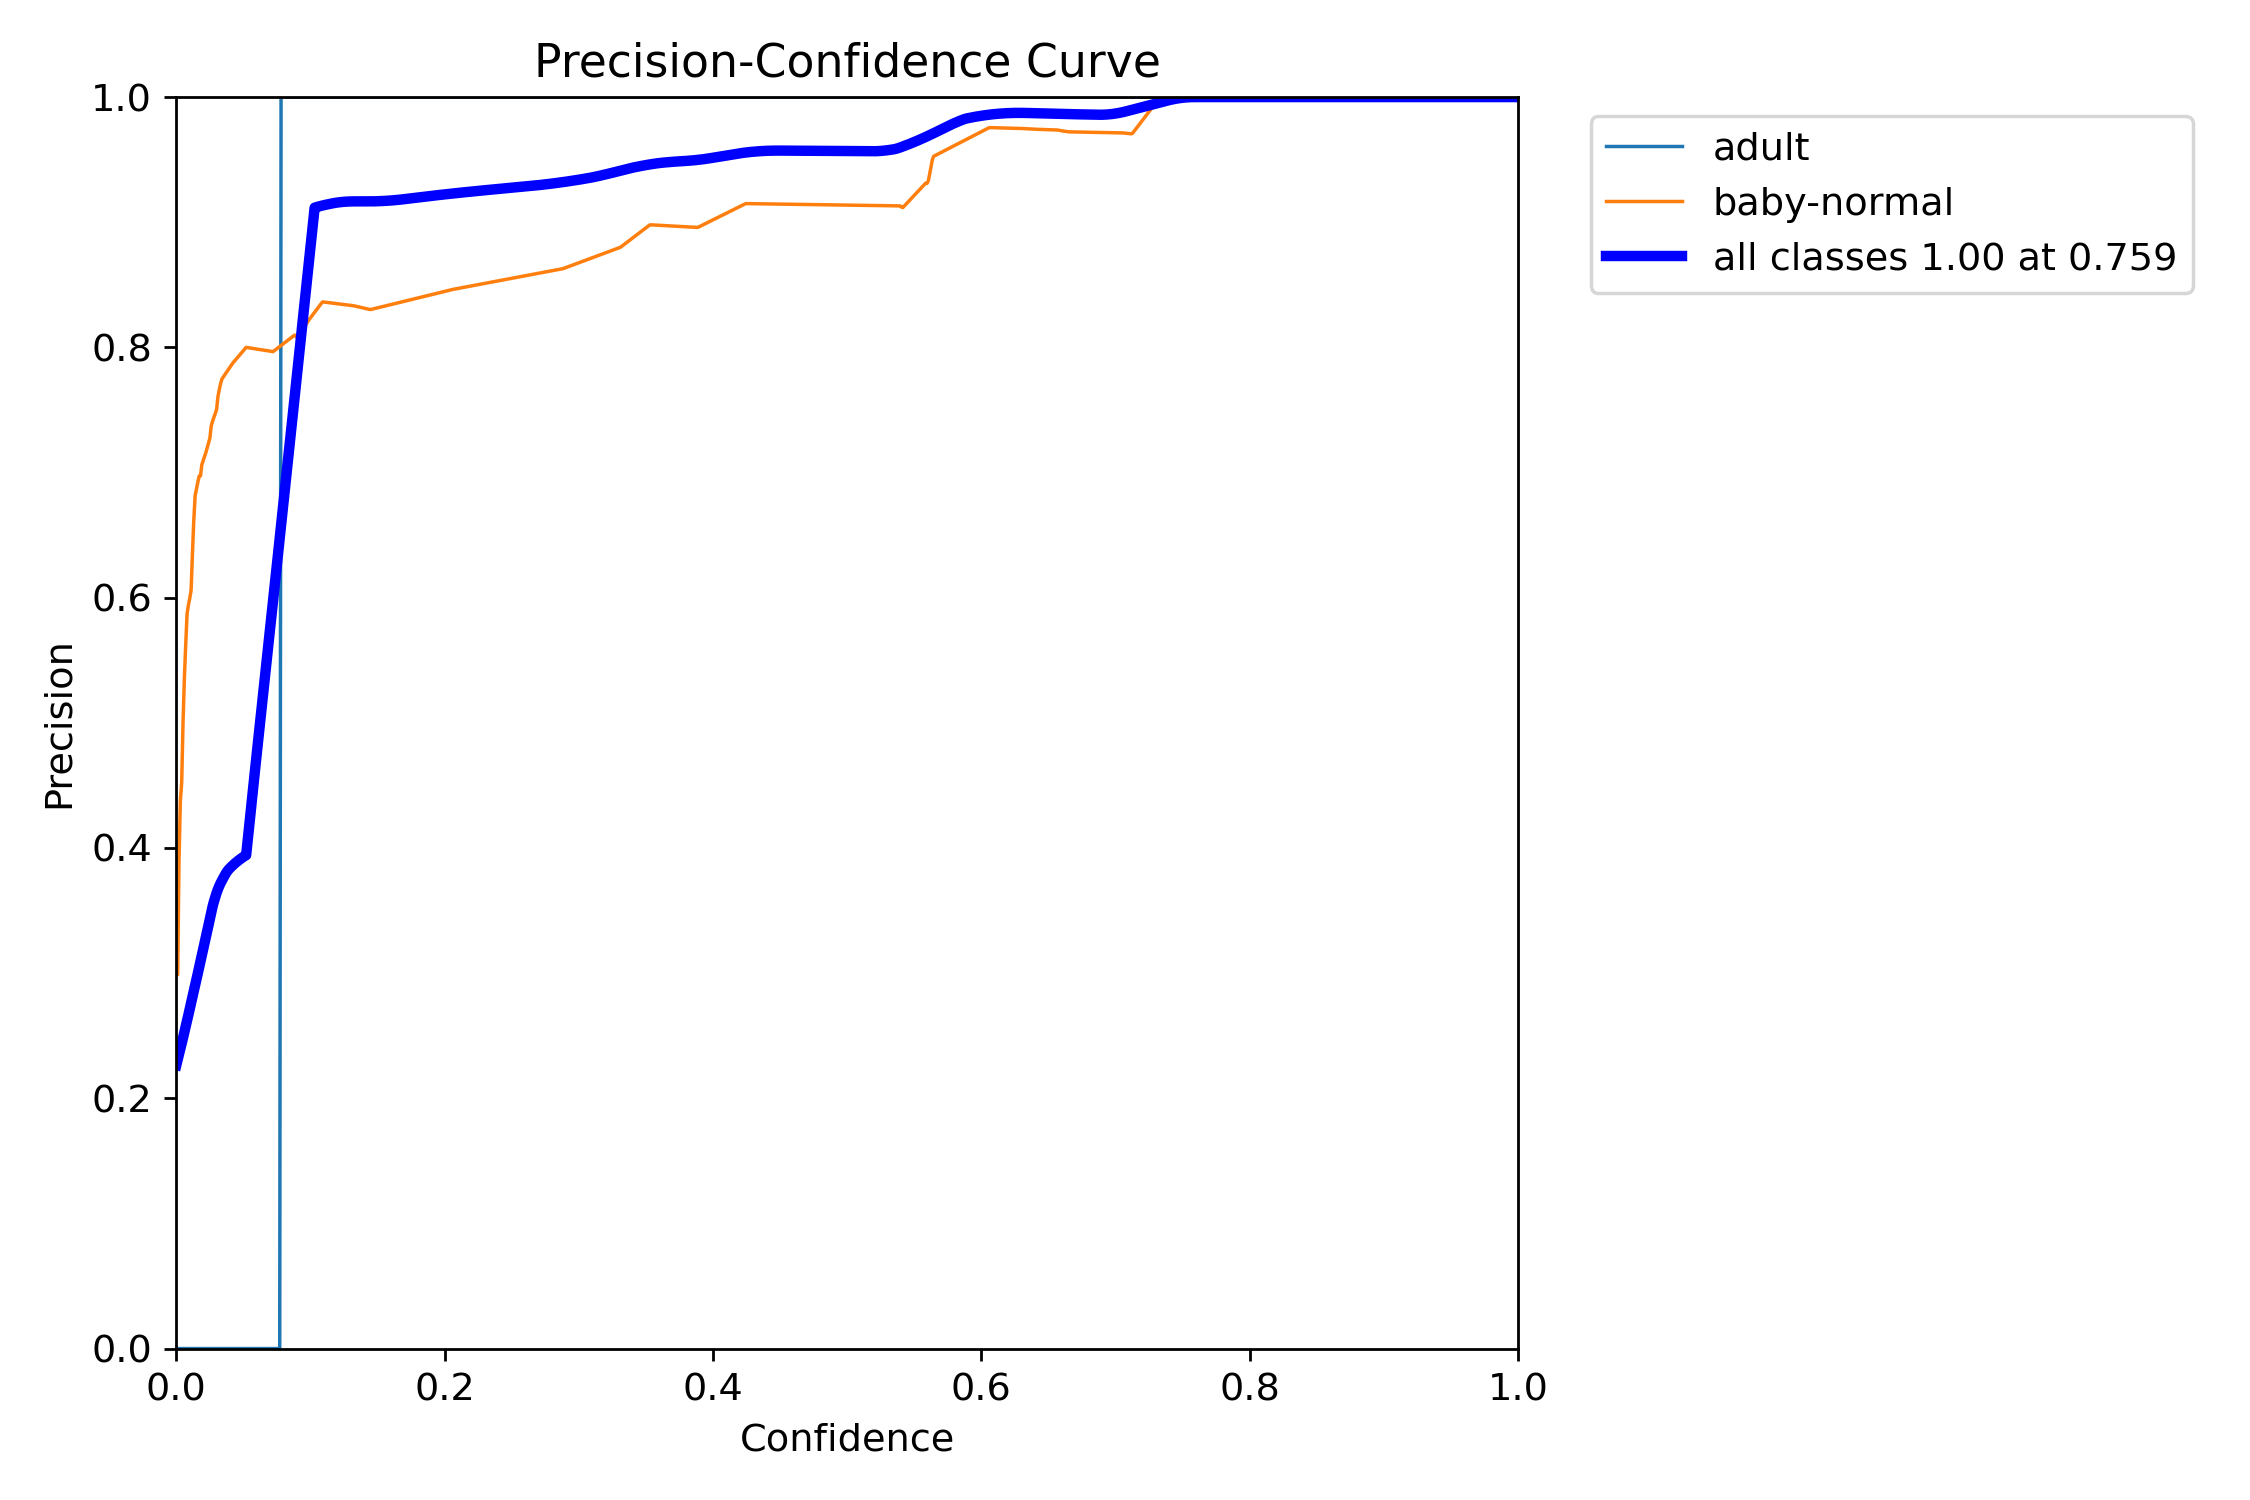 Precision-Confidence Curve
1.0
0.8
0.6
0.4
0.2
0.0
Precision
0.0 0.2 0.4 0.6 0.8 1.0
Confidence
adult
baby-normal
all classes 1.00 at 0.759